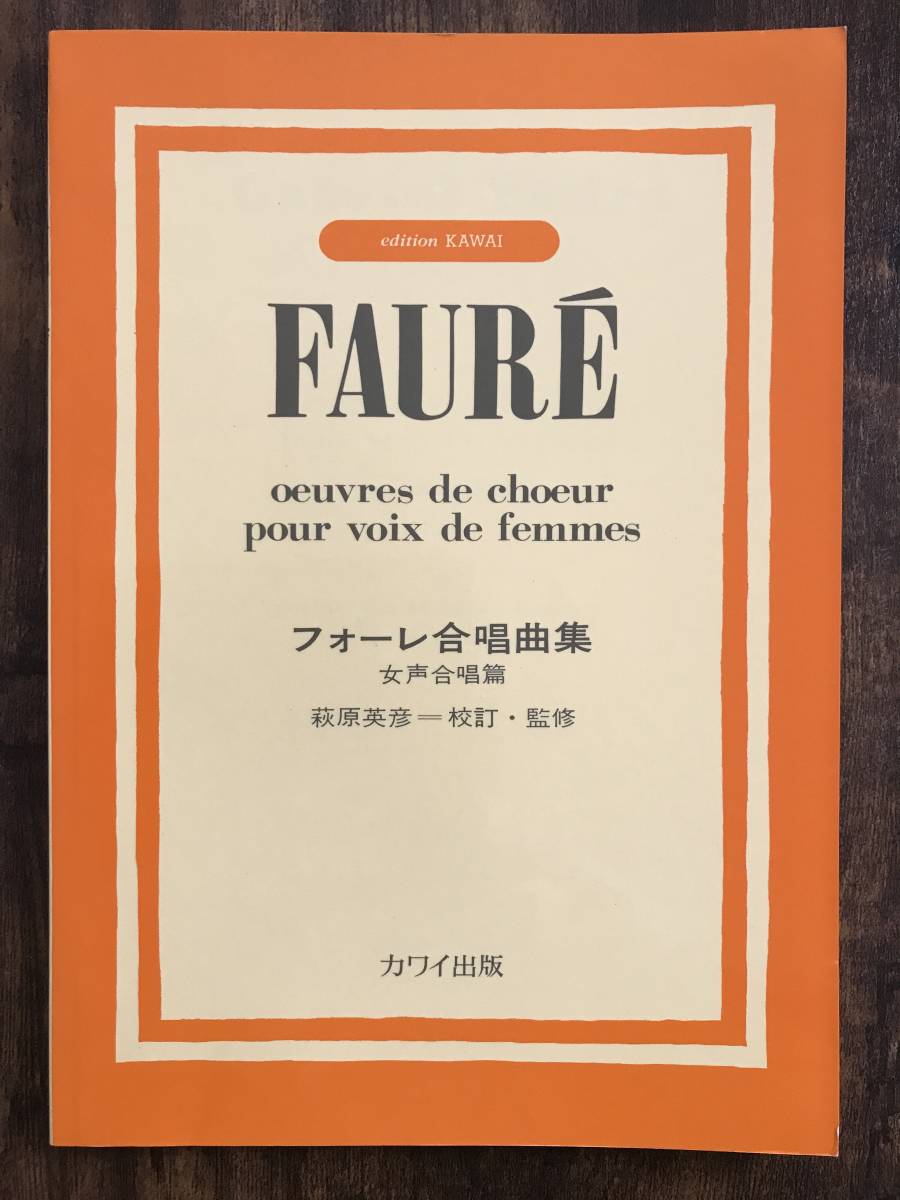 edition KAWAI
FAURÉ
oeuvres de choeur
pour voix de femmes
フォーレ合唱曲集
女声合唱篇
萩原英彦＝校訂・監修
カワイ出版